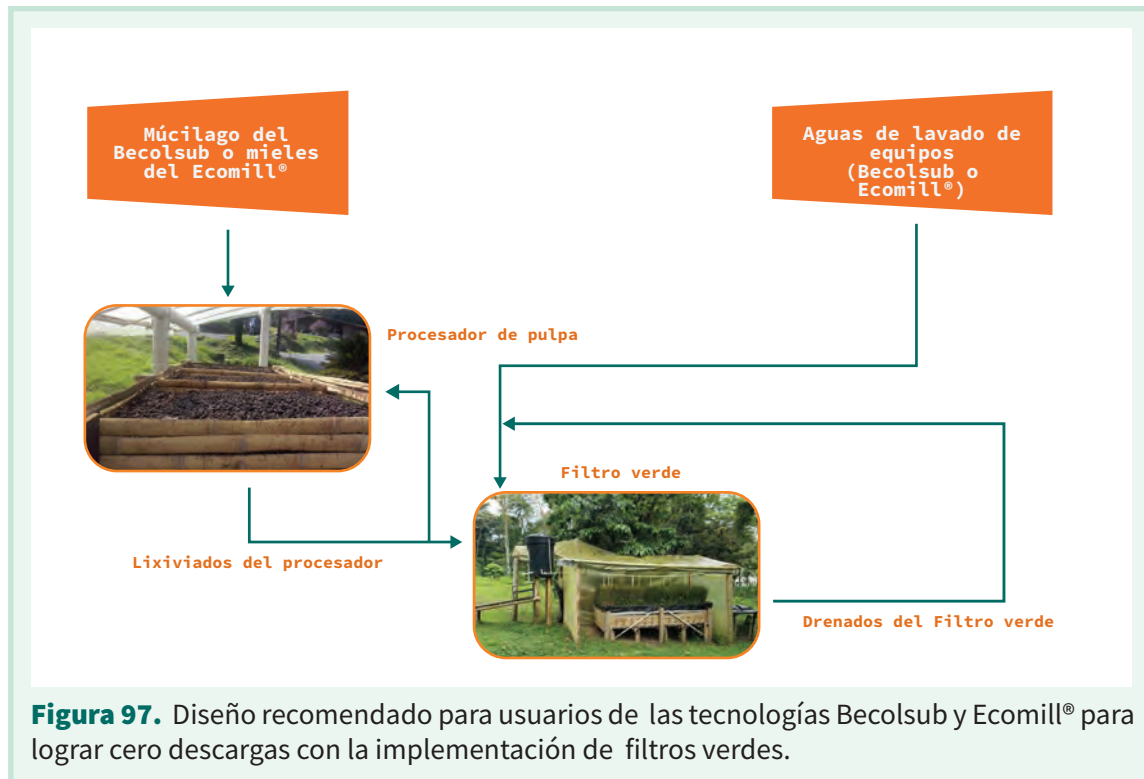 Múcilago del
Becolsub o mieles
del Ecomill®
Aguas de lavado de
equipos
(Becolsub o
Ecomill®)
Procesador de pulpa
Filtro verde
Lixiviados del procesador
Drenados del Filtro verde
Figura 97. Diseño recomendado para usuarios de las tecnologías Becolsub y Ecomill® para
lograr cero descargas con la implementación de filtros verdes.